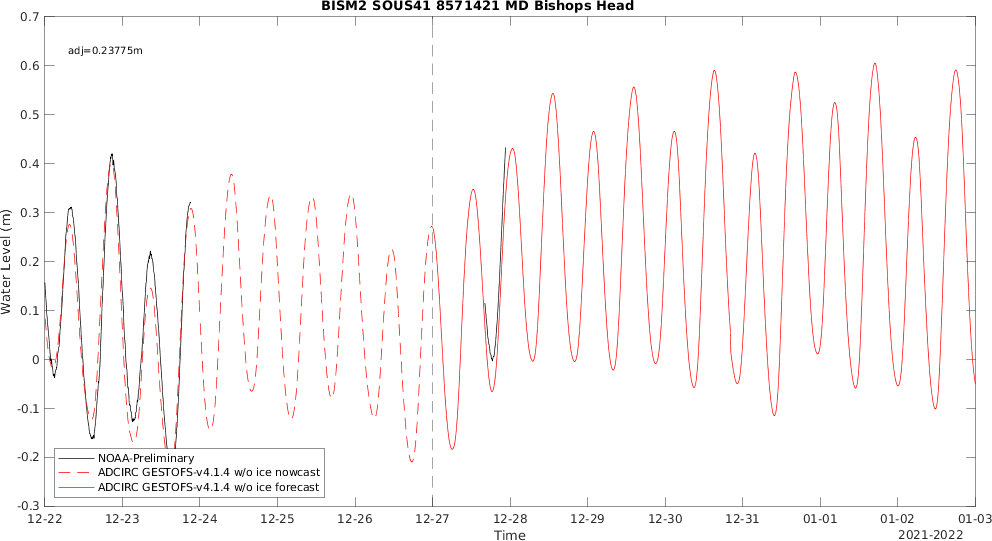 BISM2 SOUS41 8571421 MD Bishops Head
0.7
0.6
0.5
0.4
0.3
0.2
0.1
0
-0.1
-0.2
-0.3
Water Level (m)
adj=0.23775m
NOAA-Preliminary
ADCIRC GESTOFS-v4.1.4 w/o ice nowcast
ADCIRC GESTOFS-v4.1.4 w/o ice forecast
12-22 12-23 12-24 12-25 12-26 12-27 12-28 12-29 12-30 12-31 01-01 01-02 01-03
Time
2021-2022